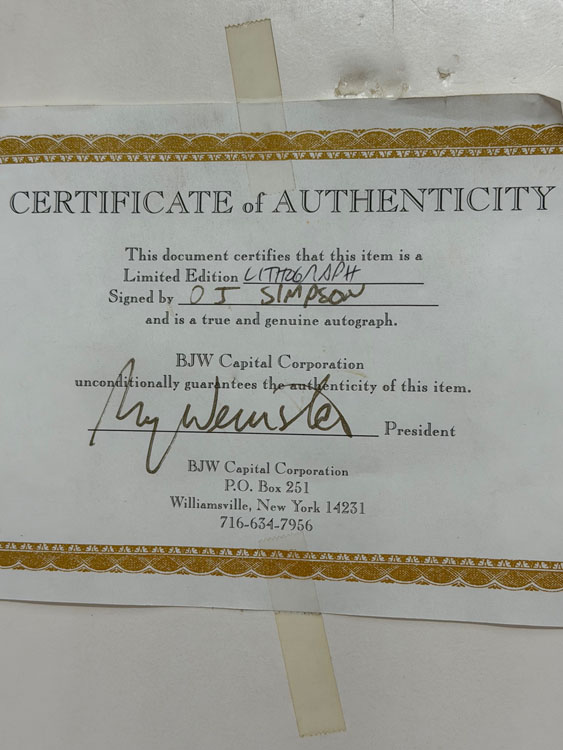 CERTIFICATE of AUTHENTICITY
This document certifies that this item is a
Limited Edition LITHOGRAPH
Signed by O J SIMPSON
and is a true and genuine autograph.
BJW Capital Corporation
unconditionally guarantees the authenticity of this item.
President
BJW Capital Corporation
P.O. Box 251
Williamsville, New York 14231
716-634-7956